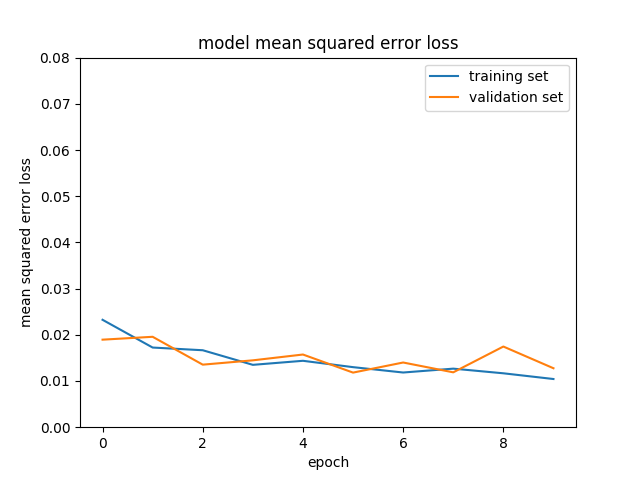 model mean squared error loss
training set
validation set
mean squared error loss
0.08
0.07
0.06
0.05
0.04
0.03
0.02
0.01
0.00
0 2 4 6 8
epoch